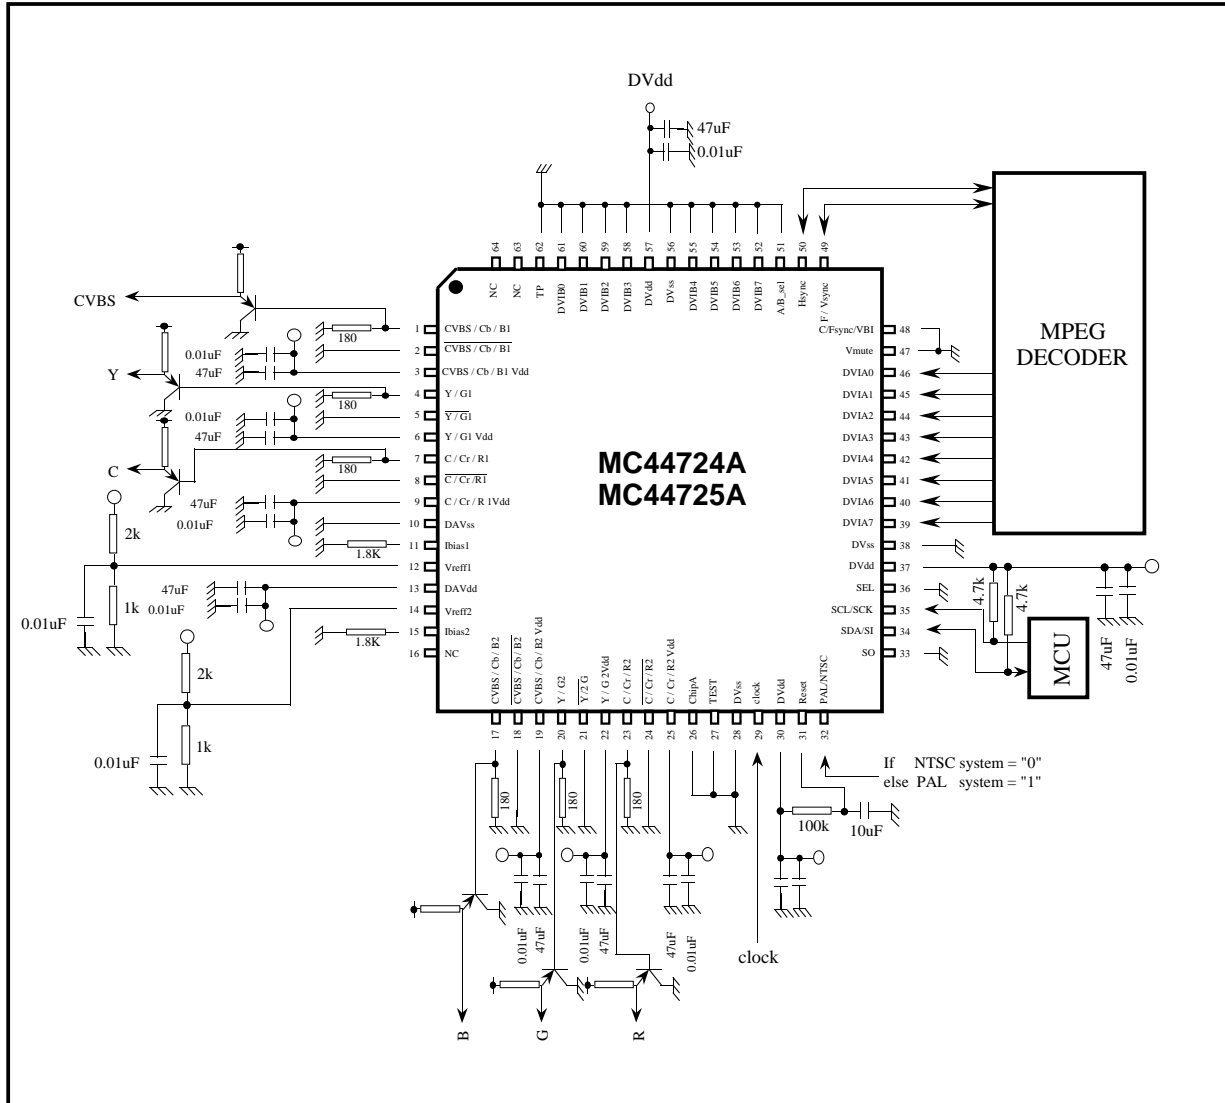 DVdd
47uF
0.01uF
64 63 62 61 60 59 58 57 56 55 54 53 52 51 50 49
NC NC TP DVIB0 DVIB1 DVIB2 DVIB3 DVdd DVss DVIB4 DVIB5 DVIB6 DVIB7 A/B_sel Hsync F / Vsync
MPEG
DECODER
MC44724A
MC44725A
CVBS
Y
C
180
0.01uF
47uF
180
0.01uF
47uF
180
47uF
0.01uF
2k
1.8K
1k
0.01uF
47uF
0.01uF
1.8K
2k
1k
0.01uF
1 CVBS / Cb / B1
2 CVBS / Cb / B1
3 CVBS / Cb / B1 Vdd
4 Y / G1
5 Y / G1
6 Y / G1 Vdd
7 C / Cr / R1
8 C / Cr /R1
9 C / Cr / R 1Vdd
10 DAVss
11 Ibias1
12 Vreff1
13 DAVdd
14 Vreff2
15 Ibias2
16 NC
C/Fsync/VBI 48
Vmute 47
DVIA0 46
DVIA1 45
DVIA2 44
DVIA3 43
DVIA4 42
DVIA5 41
DVIA6 40
DVIA7 39
DVss 38
DVdd 37
SEL 36
SCL/SCK 35
SDA/SI 34
SO 33
4.7k
4.7k
MCU
47uF
0.01uF
CVBS / Cb / B2 CVBS / Cb / B2 CVBS / Cb / B2 Vdd Y / G2 Y /2 G Y / G 2Vdd C / Cr / R2 C / Cr / R2 C / Cr / R2 Vdd ChipA TEST DVss clock DVdd Reset PAL/NTSC
17 18 19 20 21 22 23 24 25 26 27 28 29 30 31 32
If NTSC system = "0"
else PAL system = "1"
180
180
180
100k
10uF
0.01uF
47uF
0.01uF
47uF
47uF
0.01uF
clock
B
G
R